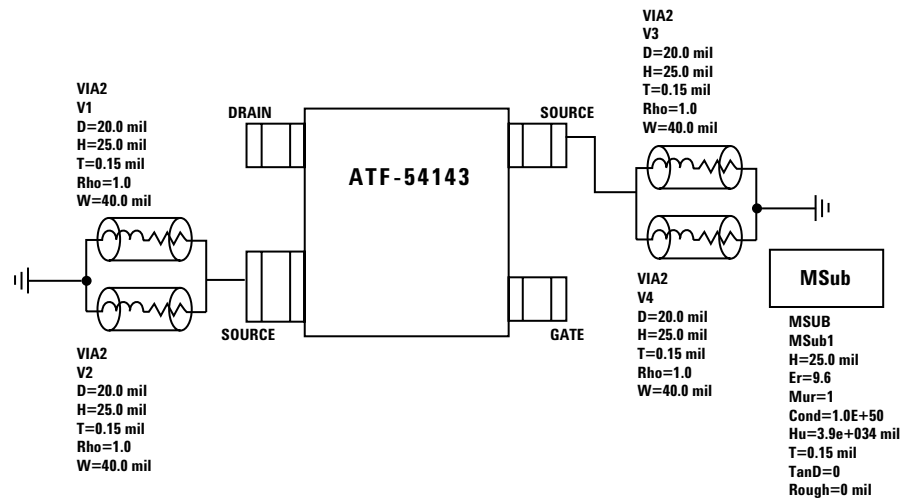 VIA2
V1
D=20.0 mil
H=25.0 mil
T=0.15 mil
Rho=1.0
W=40.0 mil
VIA2
V2
D=20.0 mil
H=25.0 mil
T=0.15 mil
Rho=1.0
W=40.0 mil
DRAIN
SOURCE
ATF-54143
SOURCE
GATE
VIA2
V3
D=20.0 mil
H=25.0 mil
T=0.15 mil
Rho=1.0
W=40.0 mil
VIA2
V4
D=20.0 mil
H=25.0 mil
T=0.15 mil
Rho=1.0
W=40.0 mil
MSub
MSUB
MSub1
H=25.0 mil
Er=9.6
Mur=1
Cond=1.0E+50
Hu=3.9e+034 mil
T=0.15 mil
TanD=0
Rough=0 mil